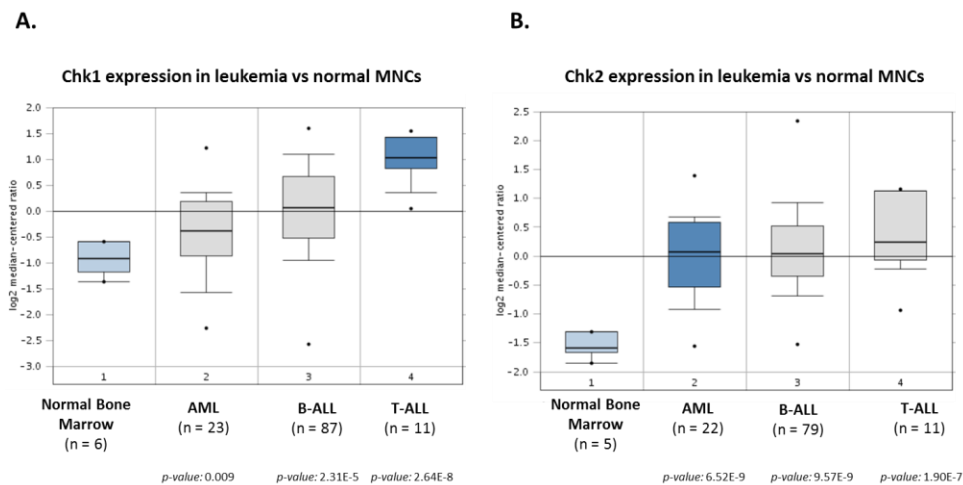 A.
Chk1 expression in leukemia vs normal MNCs
log2 median-centered ratio
2.0
1.5
1.0
0.5
0.0
-0.5
-1.0
-1.5
-2.0
-2.5
-3.0
1
2
3
4
Normal Bone
Marrow
(n = 6)
AML
(n = 23)
B-ALL
(n = 87)
T-ALL
(n = 11)
p-value: 0.009
p-value: 2.31E-5
p-value: 2.64E-8
B.
Chk2 expression in leukemia vs normal MNCs
log2 median-centered ratio
2.5
2.0
1.5
1.0
0.5
0.0
-0.5
-1.0
-1.5
-2.0
1
2
3
4
Normal Bone
Marrow
(n = 5)
AML
(n = 22)
B-ALL
(n = 79)
T-ALL
(n = 11)
p-value: 6.52E-9
p-value: 9.57E-9
p-value: 1.90E-7